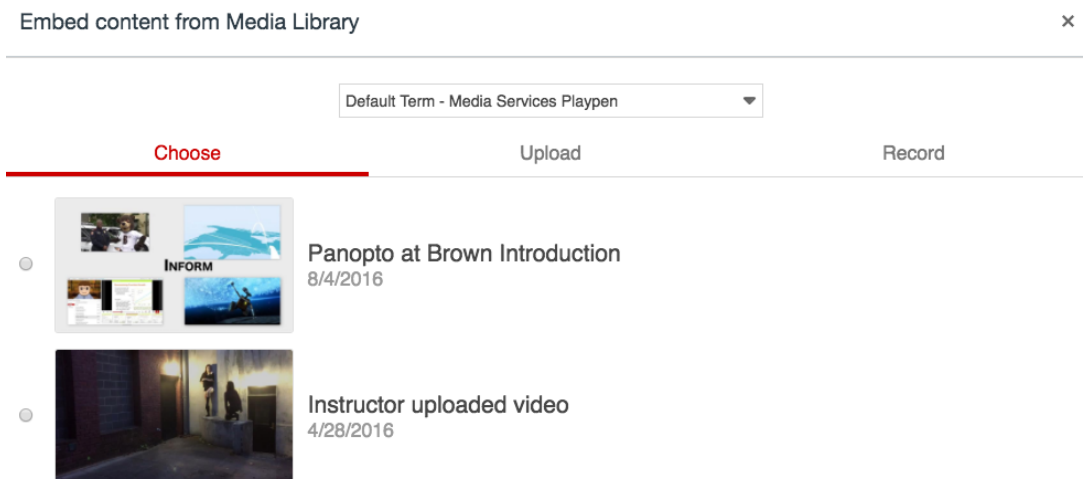 Embed content from Media Library
×
Default Term - Media Services Playpen
Choose
Upload
Record
INFORM
Panopto at Brown Introduction
8/4/2016
Instructor uploaded video
4/28/2016